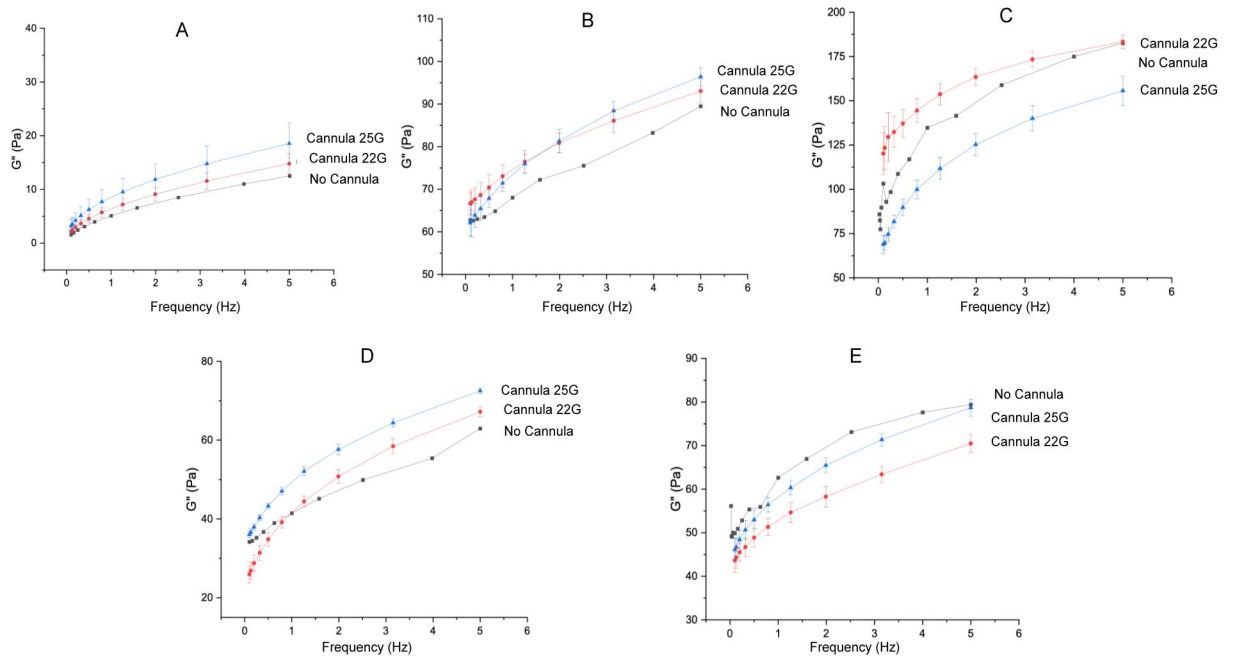 A
G" (Pa)
40
30
20
10
0
0 1 2 3 4 5 6
Frequency (Hz)
Cannula 25G
Cannula 22G
No Cannula
B
G" (Pa)
110
100
90
80
70
60
50
0 1 2 3 4 5 6
Frequency (Hz)
Cannula 25G
Cannula 22G
No Cannula
C
G" (Pa)
200
175
150
125
100
75
50
0 1 2 3 4 5 6
Frequency (Hz)
Cannula 22G
No Cannula
Cannula 25G
D
G" (Pa)
80
60
40
20
0 1 2 3 4 5 6
Frequency (Hz)
Cannula 25G
Cannula 22G
No Cannula
E
G" (Pa)
90
80
70
60
50
40
30
0 1 2 3 4 5 6
Frequency (Hz)
No Cannula
Cannula 25G
Cannula 22G